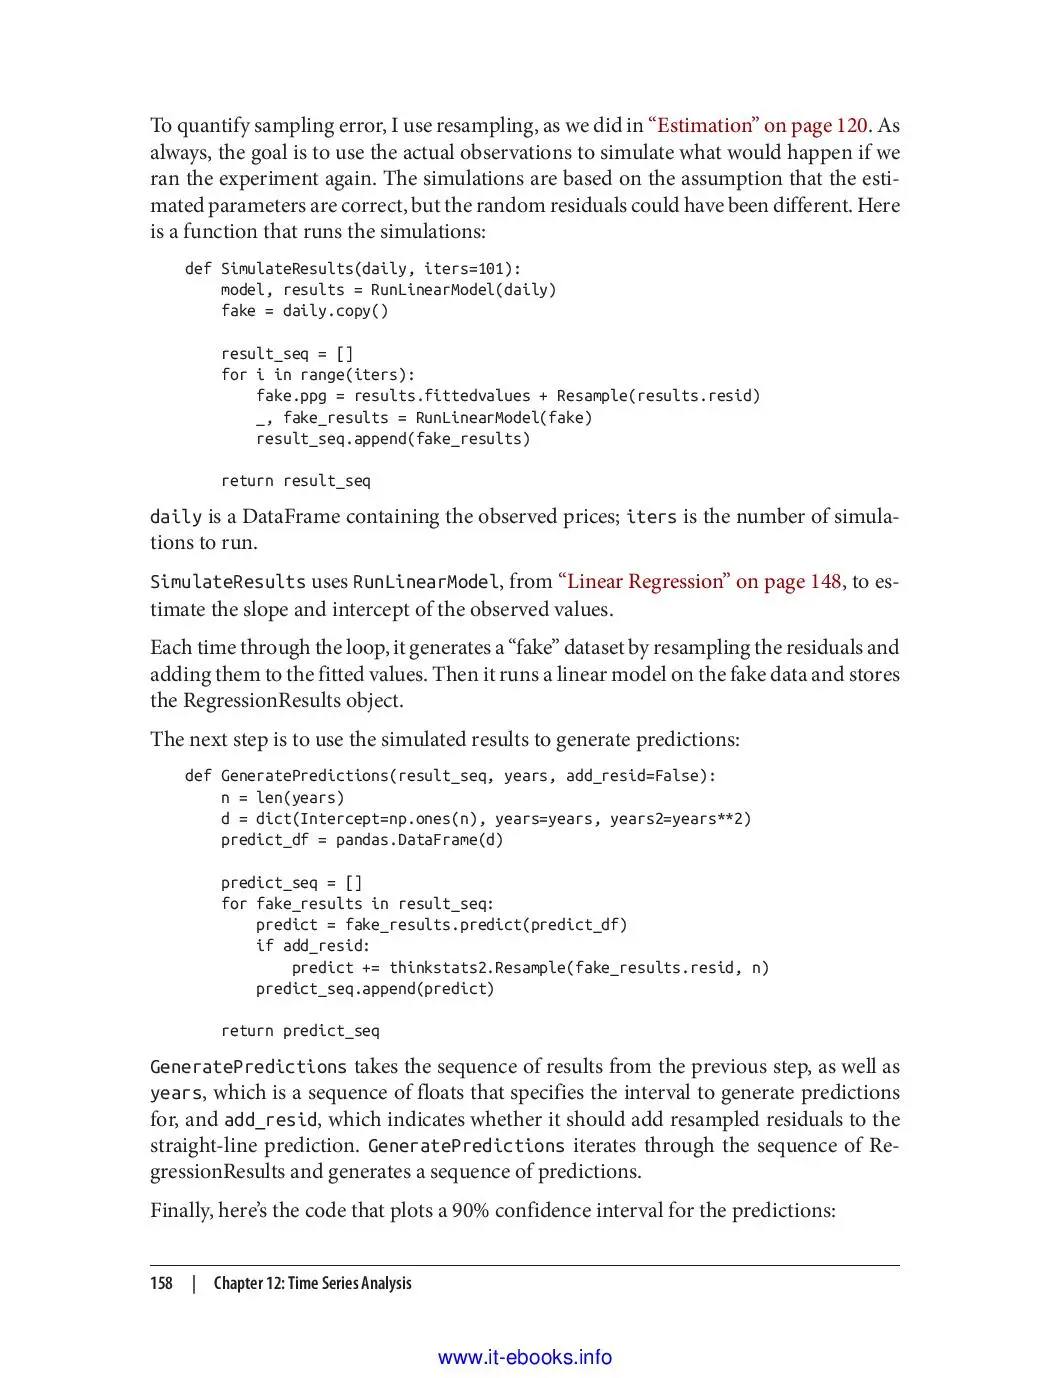 To quantify sampling error, I use resampling, as we did in “Estimation” on page 120. As
always, the goal is to use the actual observations to simulate what would happen if we
ran the experiment again. The simulations are based on the assumption that the esti-
mated parameters are correct, but the random residuals could have been different. Here
is a function that runs the simulations:
def SimulateResults(daily, iters=101):
    model, results = RunLinearModel(daily)
    fake = daily.copy()

    result_seq = []
    for i in range(iters):
        fake.ppg = results.fittedvalues + Resample(results.resid)
        _, fake_results = RunLinearModel(fake)
        result_seq.append(fake_results)

    return result_seq
daily is a DataFrame containing the observed prices; iters is the number of simula-
tions to run.
SimulateResults uses RunLinearModel, from “Linear Regression” on page 148, to es-
timate the slope and intercept of the observed values.
Each time through the loop, it generates a “fake” dataset by resampling the residuals and
adding them to the fitted values. Then it runs a linear model on the fake data and stores
the RegressionResults object.
The next step is to use the simulated results to generate predictions:
def GeneratePredictions(result_seq, years, add_resid=False):
    n = len(years)
    d = dict(Intercept=np.ones(n), years=years, years2=years**2)
    predict_df = pandas.DataFrame(d)

    predict_seq = []
    for fake_results in result_seq:
        predict = fake_results.predict(predict_df)
        if add_resid:
            predict += thinkstats2.Resample(fake_results.resid, n)
        predict_seq.append(predict)

    return predict_seq
GeneratePredictions takes the sequence of results from the previous step, as well as
years, which is a sequence of floats that specifies the interval to generate predictions
for, and add_resid, which indicates whether it should add resampled residuals to the
straight-line prediction. GeneratePredictions iterates through the sequence of Re-
gressionResults and generates a sequence of predictions.
Finally, here’s the code that plots a 90% confidence interval for the predictions:
158 | Chapter 12: Time Series Analysis
www.it-ebooks.info